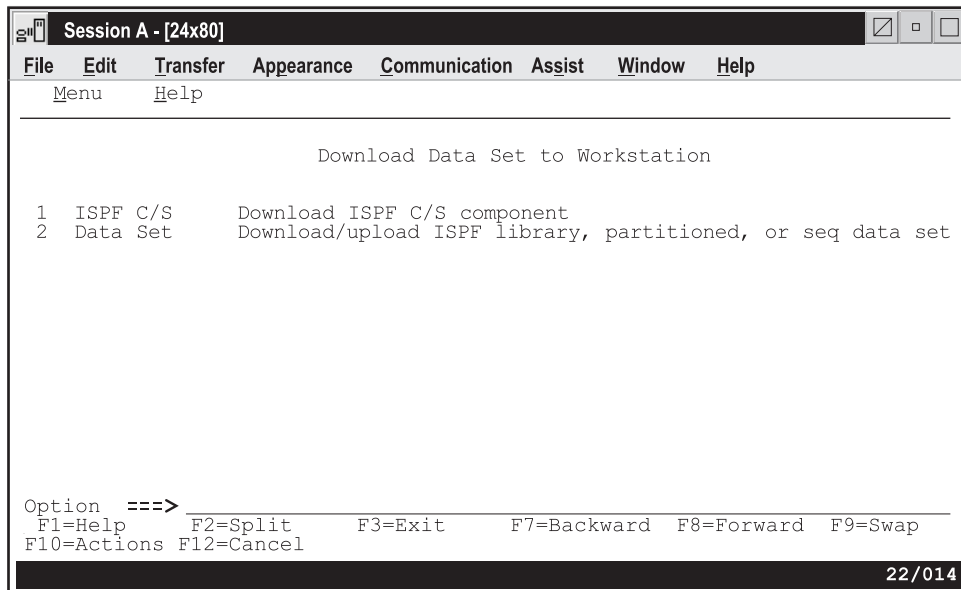 Session A - [24x80]
File Edit Transfer Appearance Communication Assist Window Help
Menu Help
Download Data Set to Workstation
1 ISPF C/S Download ISPF C/S component
2 Data Set Download/upload ISPF library, partitioned, or seq data set
Option ===>
F1=Help F2=Split F3=Exit F7=Backward F8=Forward F9=Swap
F10=Actions F12=Cancel
22/014